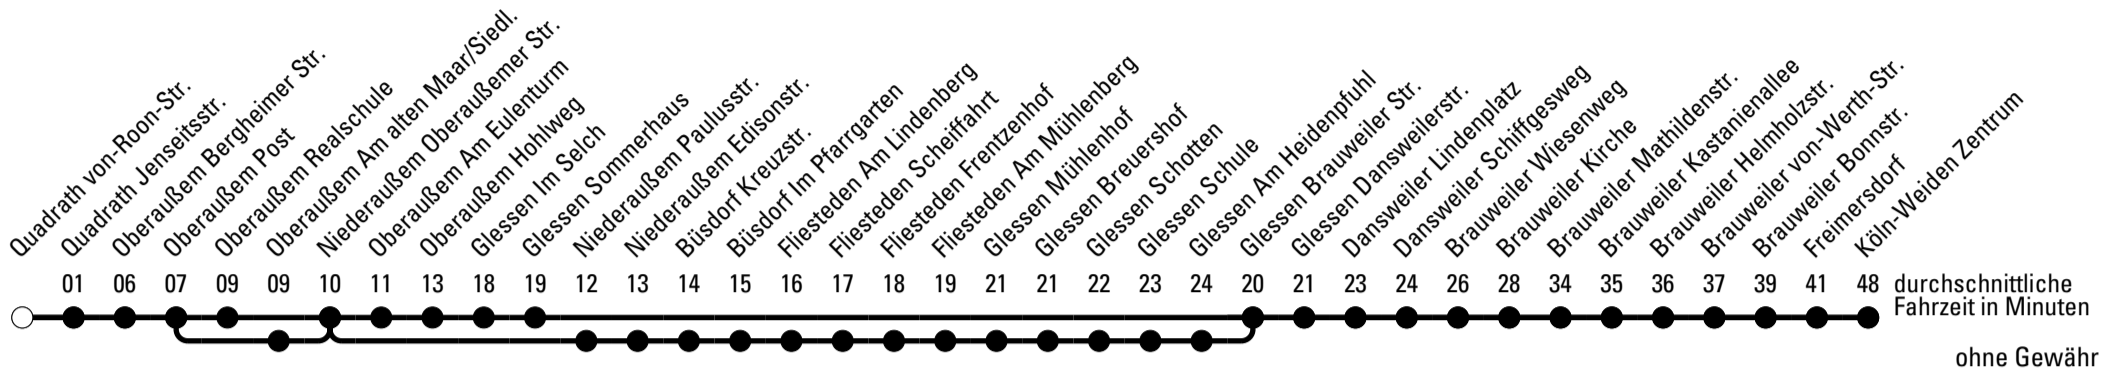 Quadrath von-Roon-Str.
Quadrath Jenseitsstr.
Oberaußem Bergheimer Str.
Oberaußem Post
Oberaußem Realschule
Oberaußem Am alten Maar/Siedl.
Niederaußem Oberaußemer Str.
Oberaußem Am Eulenturm
Oberaußem Hohlweg
Glessen Im Selch
Glessen Sommerhaus
Niederaußem Paulusstr.
Niederaußem Edisonstr.
Büsdorf Kreuzstr.
Büsdorf Im Pfarrgarten
Fliesteden Am Lindenberg
Fliesteden Scheiffahrt
Fliesteden Frentzenhof
Fliesteden Am Mühlenberg
Glessen Mühlenhof
Glessen Breuershof
Glessen Schotten
Glessen Schule
Glessen Am Heidenpfuhl
Glessen Brauweiler Str.
Glessen Dansweilerstr.
Dansweiler Lindenplatz
Dansweiler Schiffgesweg
Brauweiler Wiesenweg
Brauweiler Kirche
Brauweiler Mathildenstr.
Brauweiler Kastanienallee
Brauweiler Helmholzstr.
Brauweiler von-Werth-Str.
Brauweiler Bonnstr.
Freimersdorf
Köln-Weiden Zentrum
01 06 07 09 09 10 11 13 18 19 12 13 14 15 16 17 18 19 21 21 22 23 24 20 21 23 24 26 28 34 35 36 37 39 41 48 durchschnittliche
Fahrzeit in Minuten
ohne Gewähr